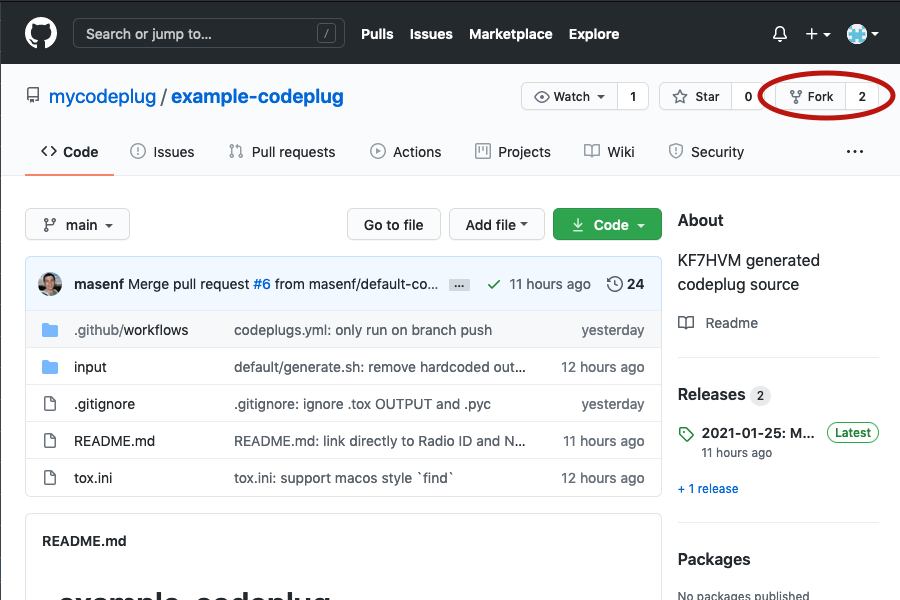 Search or jump to... / Pulls Issues Marketplace Explore
mycodeplug / example-codeplug Watch 1 Star 0 Fork 2
Code Issues Pull requests Actions Projects Wiki Security ...
main Go to file Add file Code
masenf Merge pull request #6 from masenf/default-co... ... 11 hours ago 24
.github/workflows codeplugs.yml: only run on branch push yesterday
input default/generate.sh: remove hardcoded out... 12 hours ago
.gitignore .gitignore: ignore .tox OUTPUT and .pyc yesterday
README.md README.md: link directly to Radio ID and N... 11 hours ago
tox.ini tox.ini: support macos style `find` 12 hours ago
README.md
example-codeplug
About
KF7HVM generated
codeplug source
Readme
Releases 2
2021-01-25: M... Latest
11 hours ago
+ 1 release
Packages
No packages published